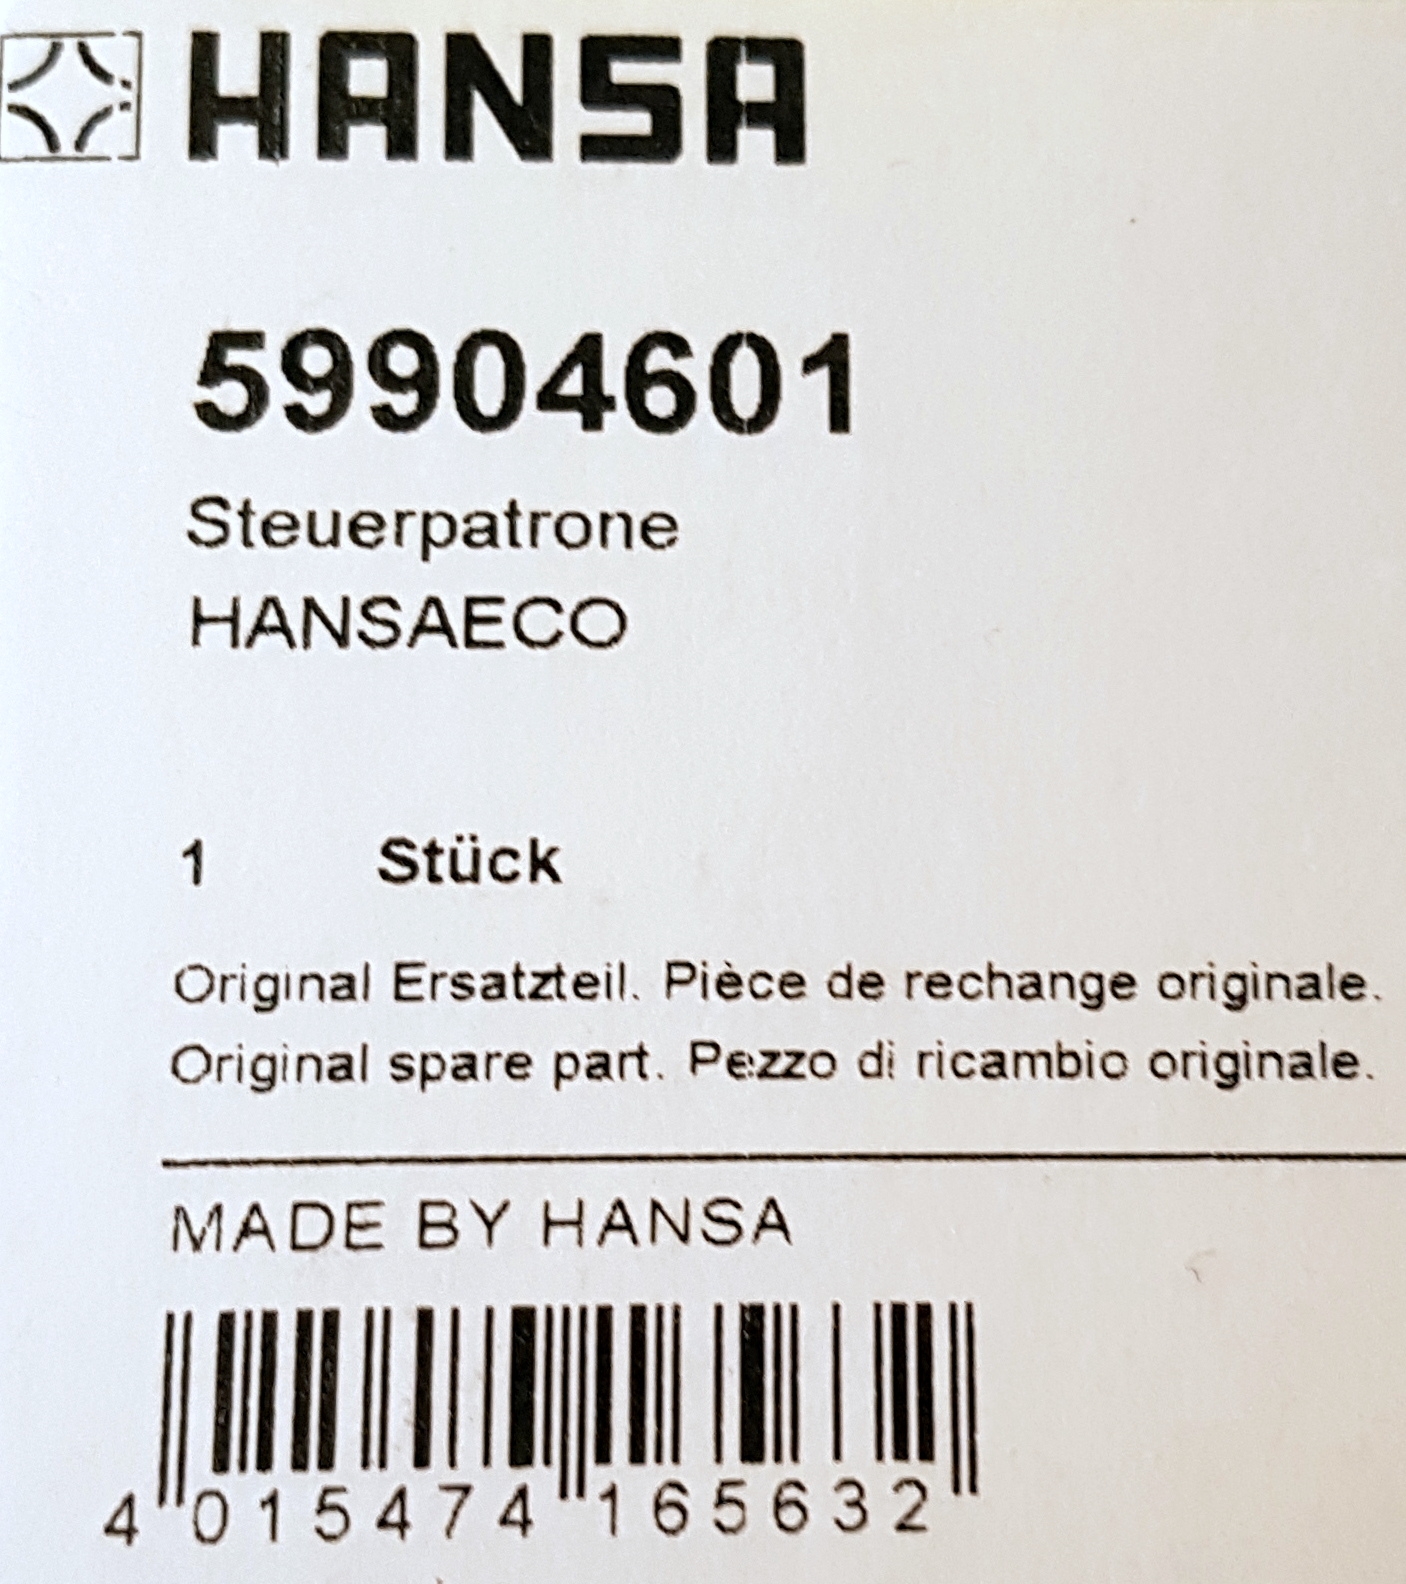 HANSA
59904601
Steuerpatrone
HANSAECO
1 Stück
Original Ersatzteil. Pièce de rechange originale.
Original spare part. Pezzo di ricambio originale.
MADE BY HANSA
4 015474 165632